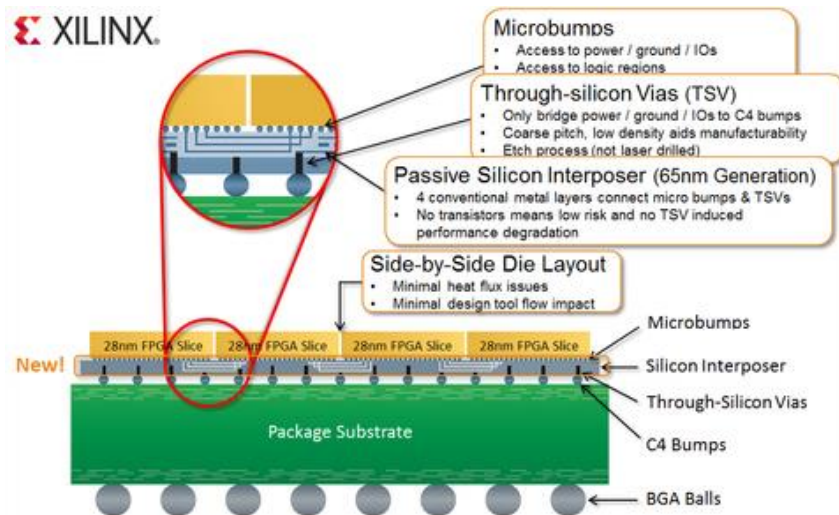 XILINX®
Microbumps
• Access to power / ground / IOs
• Access to logic regions
Through-silicon Vias (TSV)
• Only bridge power / ground / IOs to C4 bumps
• Coarse pitch, low density aids manufacturability
• Etch process (not laser drilled)
Passive Silicon Interposer (65nm Generation)
• 4 conventional metal layers connect micro bumps & TSVs
• No transistors means low risk and no TSV induced
performance degradation
Side-by-Side Die Layout
• Minimal heat flux issues
• Minimal design tool flow impact
28nm FPGA Slice
28nm FPGA Slice
28nm FPGA Slice
28nm FPGA Slice
Microbumps
New!
Silicon Interposer
Through-Silicon Vias
Package Substrate
C4 Bumps
BGA Balls